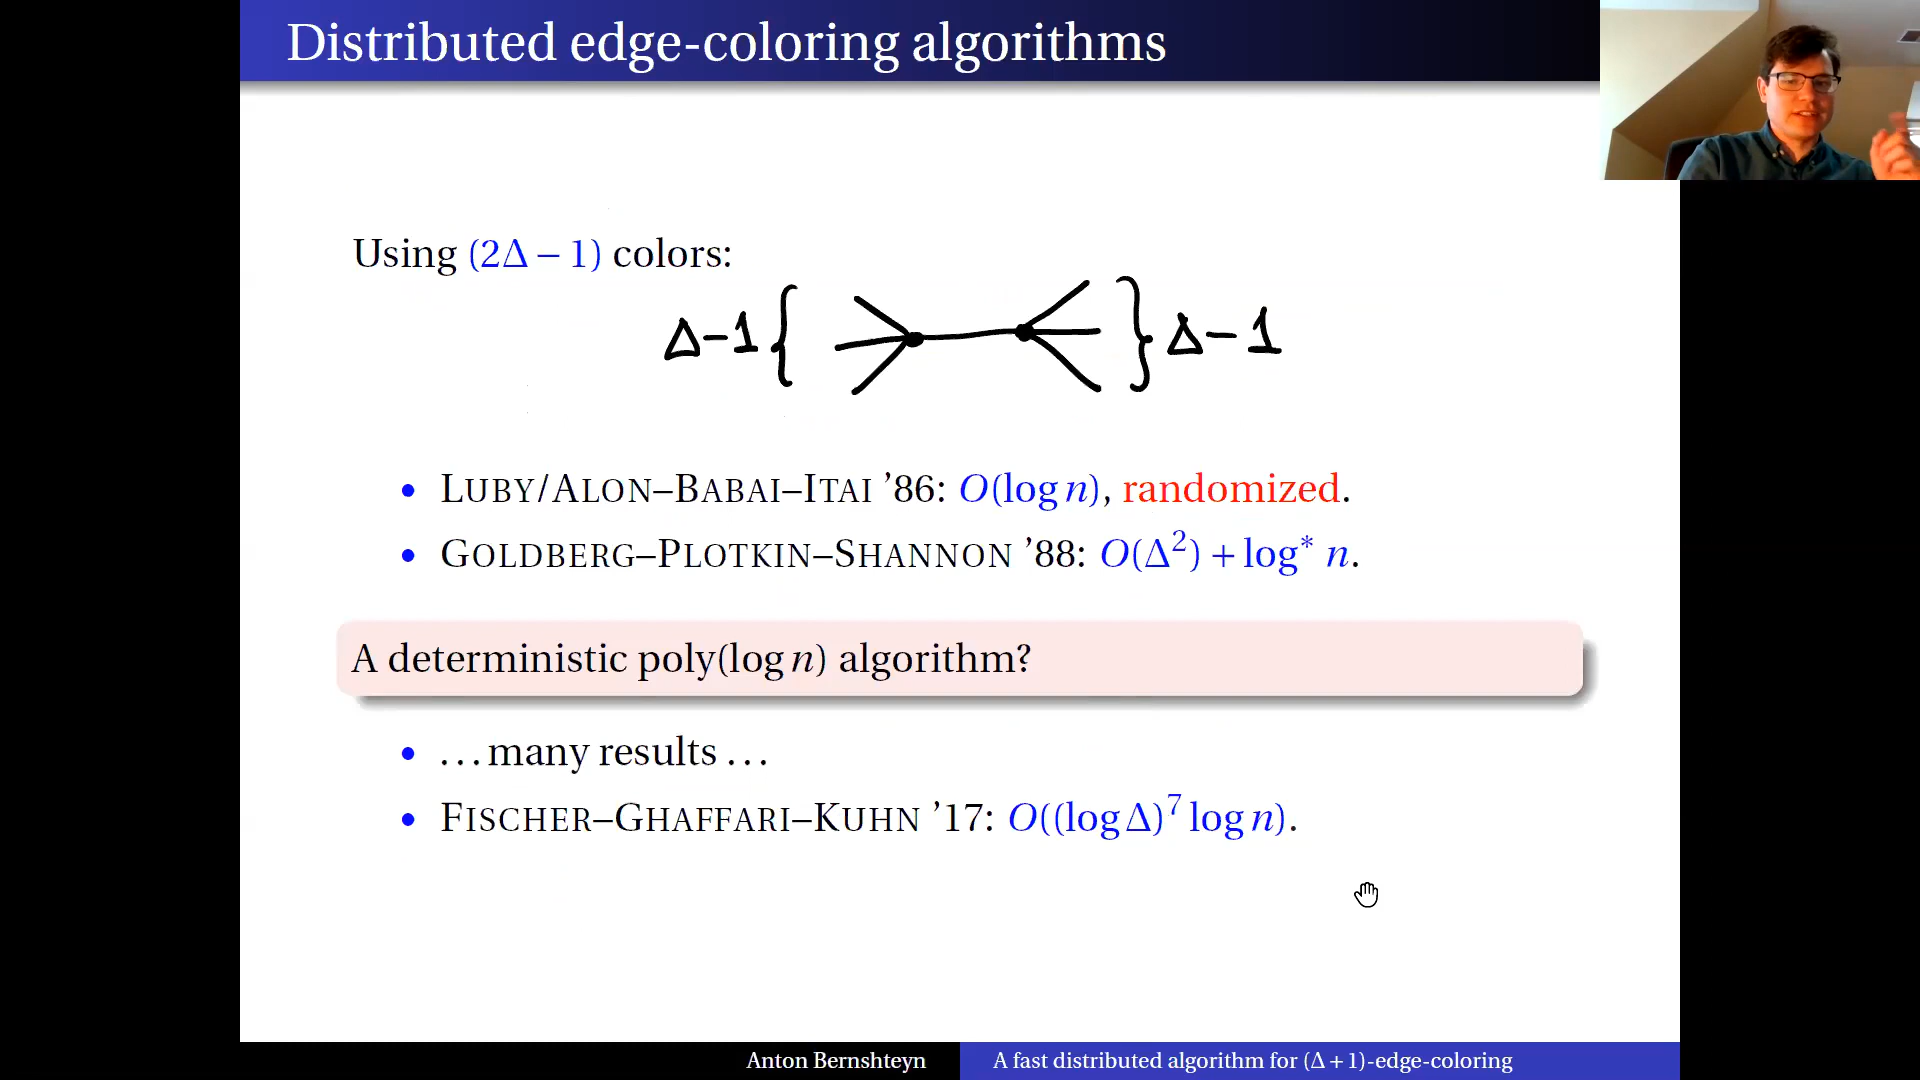 Distributed edge-coloring algorithms
Using (2Δ − 1) colors:
Δ−1 { } Δ−1
• LUBY/ALON–BABAI–ITAI ’86: O(log n), randomized.
• GOLDBERG–PLOTKIN–SHANNON ’88: O(Δ²) + log* n.
A deterministic poly(log n) algorithm?
• …many results…
• FISCHER–GHAFFARI–KUHN ’17: O((log Δ)⁷ log n).
Anton Bernshteyn
A fast distributed algorithm for (Δ + 1)-edge-coloring